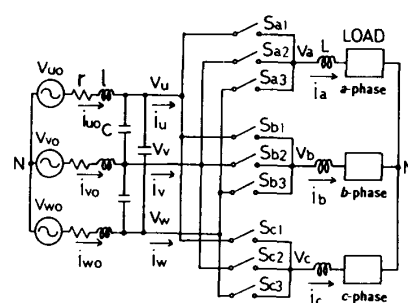 Sa1
Sa2 Va L LOAD
Sa3 ia a-phase
Vuo r l Vu
iuo C iu
Sb1
Vvo Vv Sb2 Vb
N ivo iv Sb3 ib b-phase N
Vwo Vw
iwo iw
Sc1
Sc2 Vc
Sc3 ic c-phase